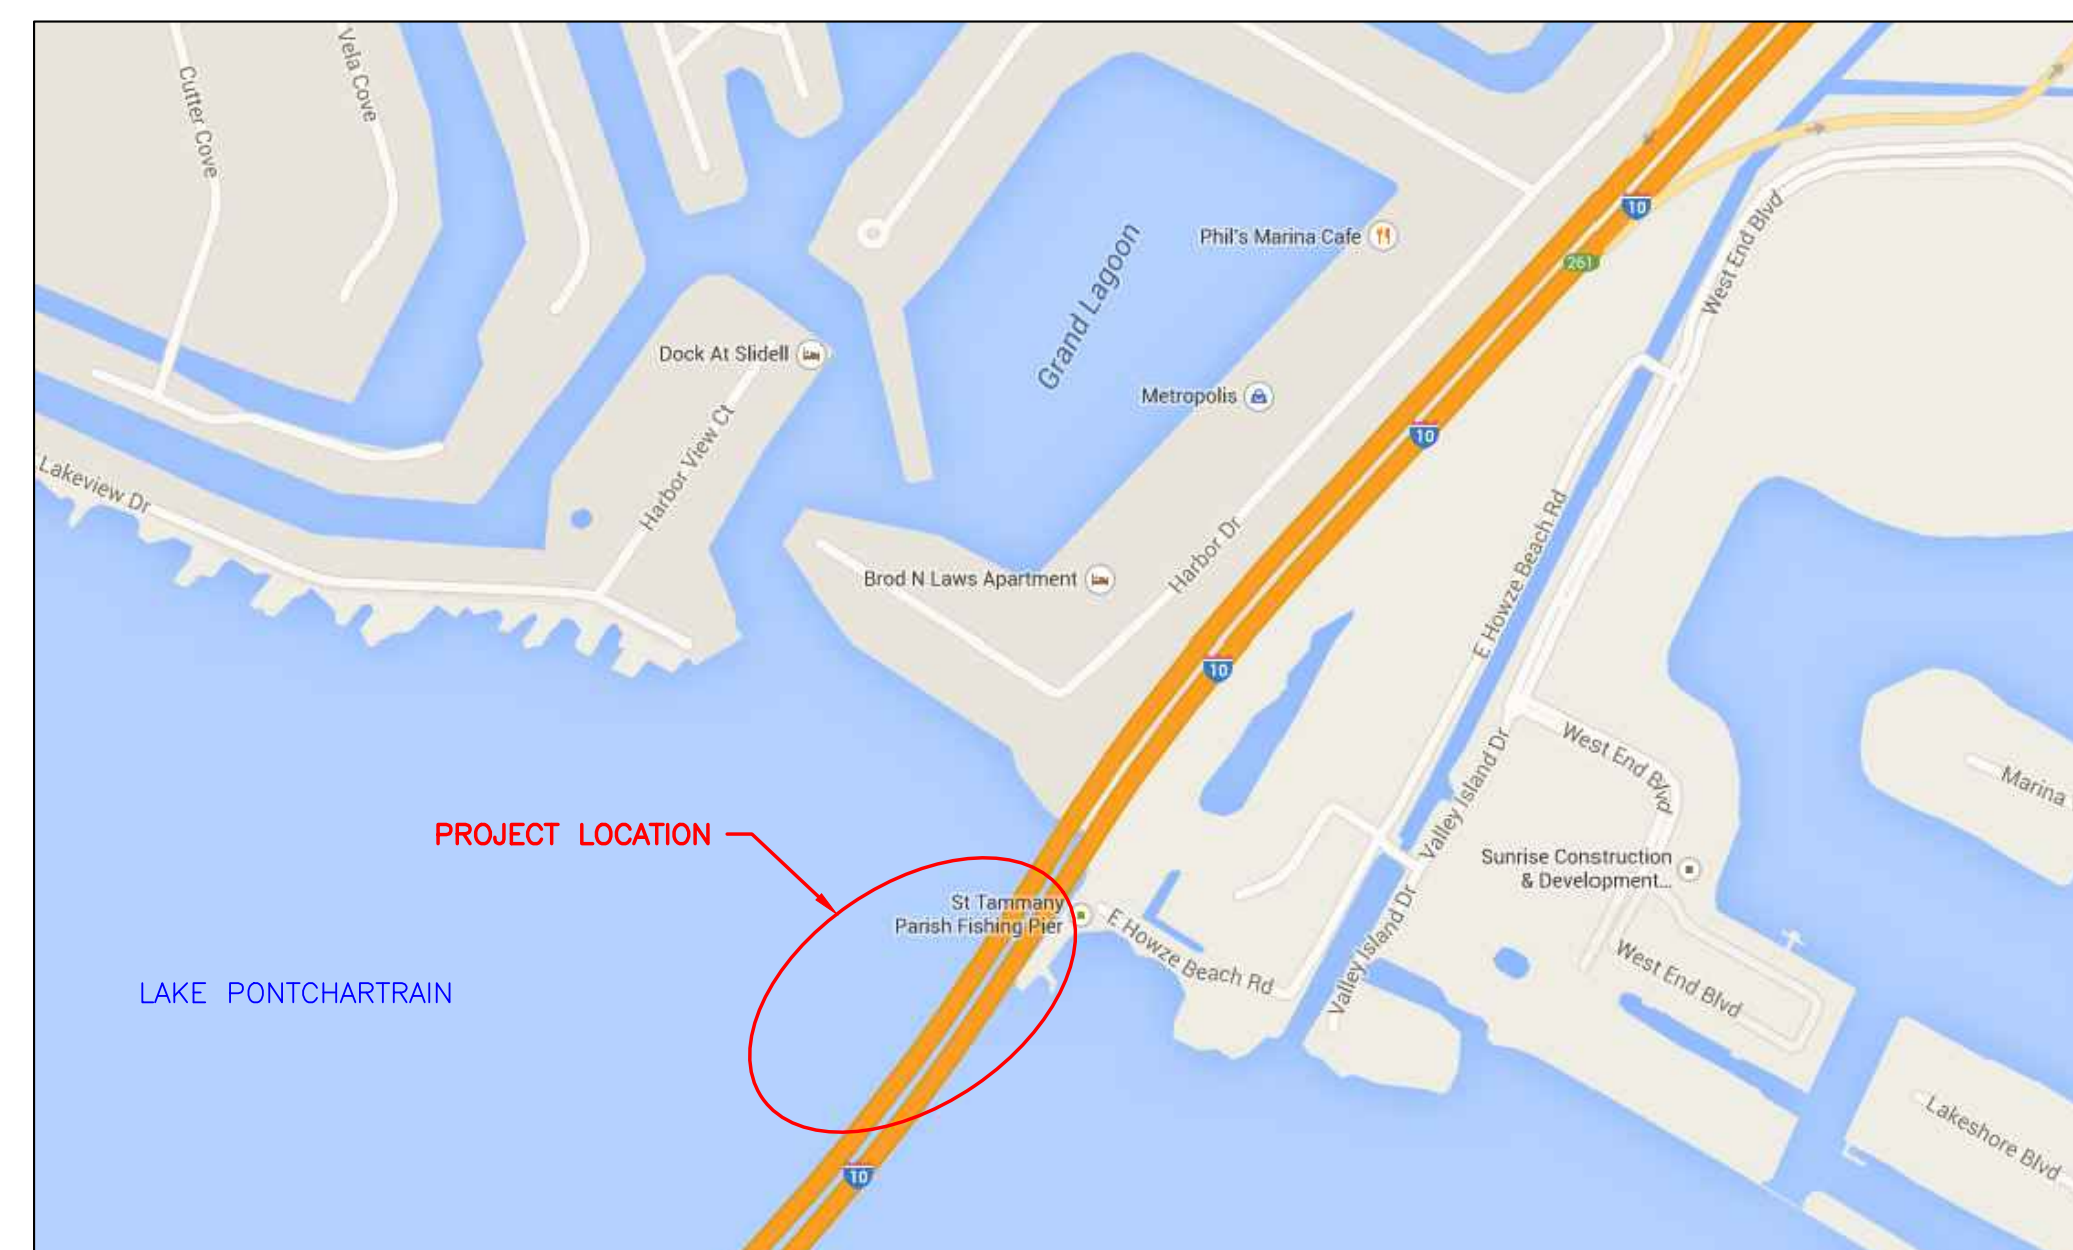 Cutter Cove
Vela Cove
Grand Lagoon
Phil's Marina Cafe
10
261
West End Blvd
Dock At Slidell
Metropolis
10
Harbor View Ct
Lakeview Dr
E Howze Beach Rd
Harbor Dr
Brod N Laws Apartment
10
Valley Island Dr
West End Blvd
Marina
PROJECT LOCATION
Sunrise Construction
& Development...
St Tammany
Parish Fishing Pier
E Howze Beach Rd
Valley Island Dr
West End Blvd
LAKE PONTCHARTRAIN
Lakeshore Blvd
10